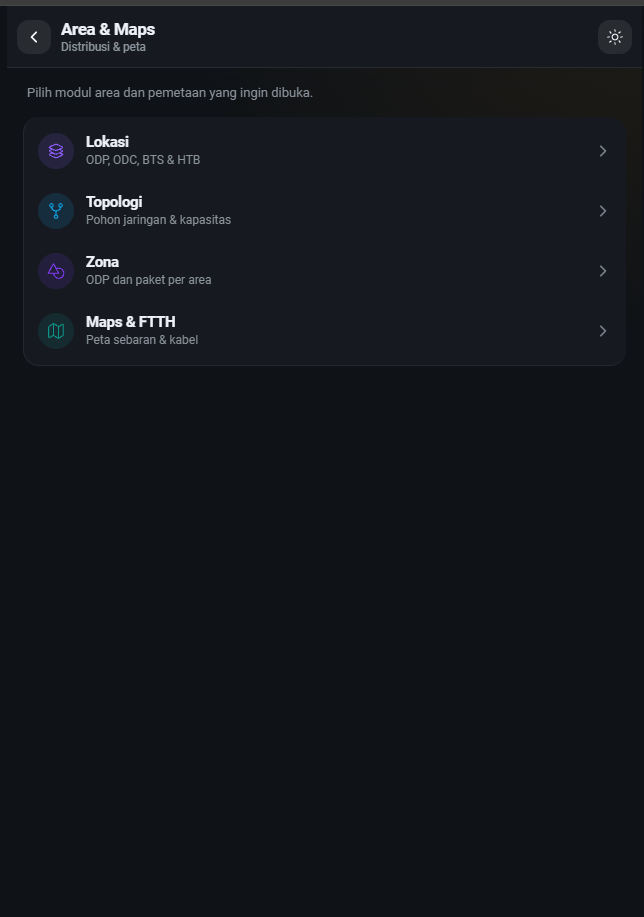 Area & Maps
Distribusi & peta
Pilih modul area dan pemetaan yang ingin dibuka.
Lokasi
ODP, ODC, BTS & HTB
Topologi
Pohon jaringan & kapasitas
Zona
ODP dan paket per area
Maps & FTTH
Peta sebaran & kabel